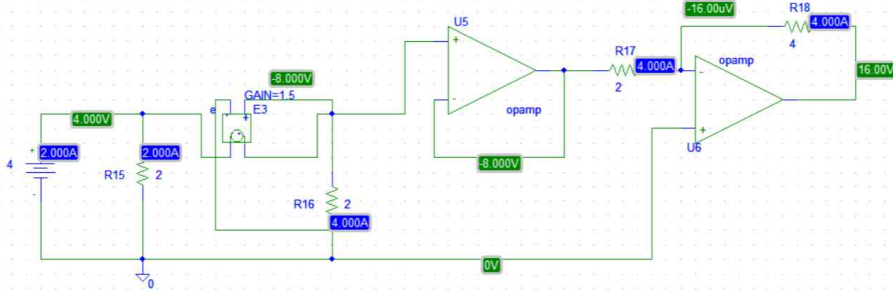 -16.00uV
R18
4.000A
4
U5
+
-
opamp
R17
4.000A
2
opamp
-
+
U6
16.00V
-8.000V
GAIN=1.5
e
E3
-
+
4.000V
+
2.000A
4
-
2.000A
R15
2
R16
2
4.000A
-8.000V
0V
0